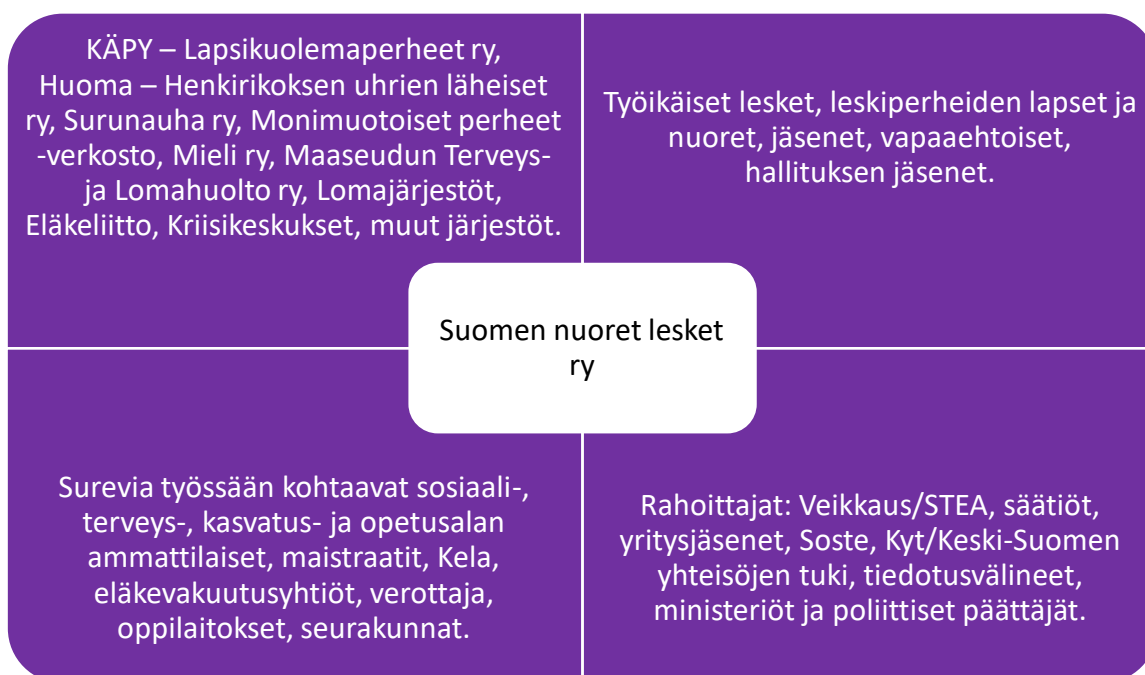 KÄPY – Lapsikuolemaperheet ry,
Huoma – Henkirikoksen uhrien läheiset
ry, Surunauha ry, Monimuotoiset perheet
-verkosto, Mieli ry, Maaseudun Terveys-
ja Lomahuolto ry, Lomajärjestöt,
Eläkeliitto, Kriisikeskukset, muut järjestöt.
Työikäiset lesket, leskiperheiden lapset ja
nuoret, jäsenet, vapaaehtoiset,
hallituksen jäsenet.
Suomen nuoret lesket
ry
Surevia työssään kohtaavat sosiaali-,
terveys-, kasvatus- ja opetusalan
ammattilaiset, maistraatit, Kela,
eläkevakuutusyhtiöt, verottaja,
oppilaitokset, seurakunnat.
Rahoittajat: Veikkaus/STEA, säätiöt,
yritysjäsenet, Soste, Kyt/Keski-Suomen
yhteisöjen tuki, tiedotusvälineet,
ministeriöt ja poliittiset päättäjät.